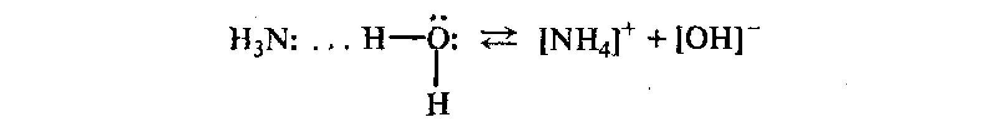 H₃N: ... H—Ö: ⇌ [NH₄]⁺ + [OH]⁻
H